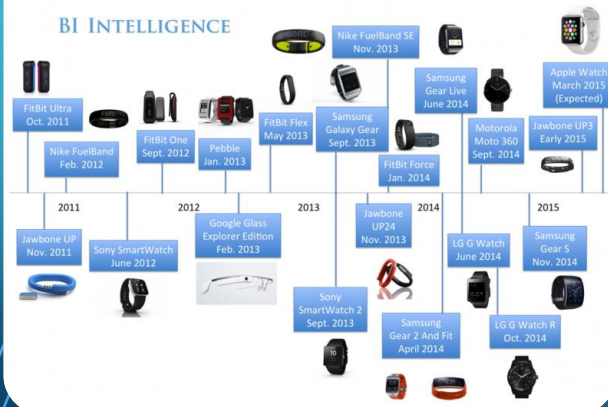 BI INTELLIGENCE
FitBit Ultra
Oct. 2011
Nike FuelBand
Feb. 2012
FitBit One
Sept. 2012
Pebble
Jan. 2013
FitBit Flex
May 2013
Nike FuelBand SE
Nov. 2013
Samsung
Galaxy Gear
Sept. 2013
FitBit Force
Jan. 2014
Samsung
Gear Live
June 2014
Motorola
Moto 360
Sept. 2014
Apple Watch
March 2015
(Expected)
Jawbone UP3
Early 2015
2011
2012
2013
2014
2015
Jawbone UP
Nov. 2011
Sony SmartWatch
June 2012
Google Glass
Explorer Edition
Feb. 2013
Sony
SmartWatch 2
Sept. 2013
Jawbone
UP24
Nov. 2013
Samsung
Gear 2 And Fit
April 2014
LG G Watch
June 2014
LG G Watch R
Oct. 2014
Samsung
Gear S
Nov. 2014
GOAL
10